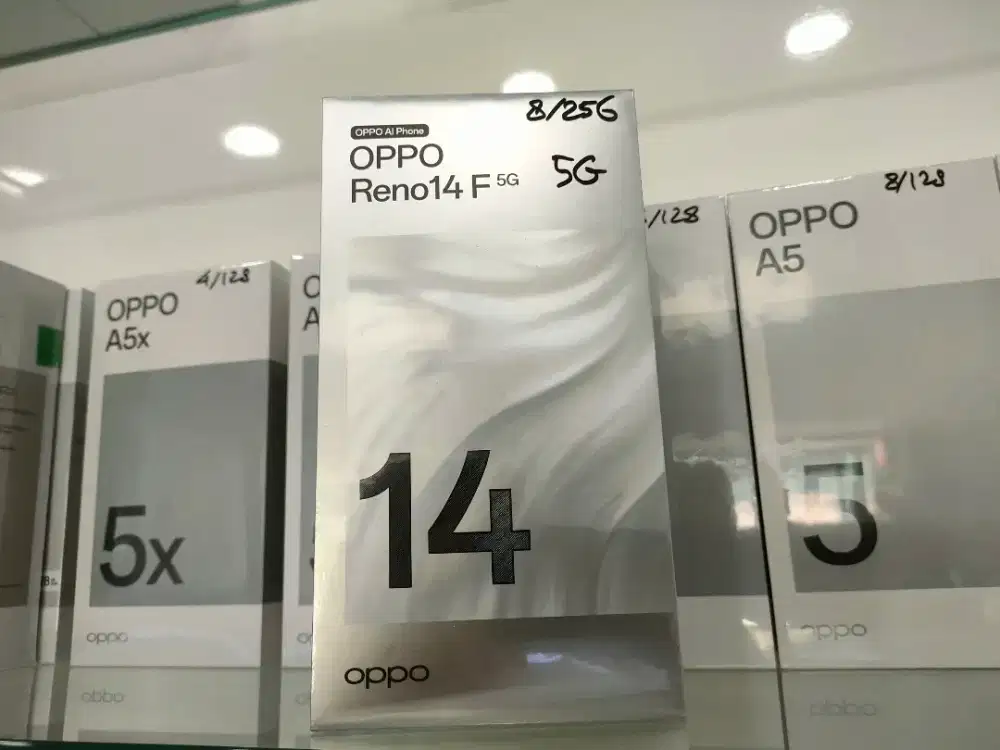 8/256
OPPO AI Phone
OPPO
Reno14 F 5G
5G
14
oppo
4/128
OPPO
A5x
5x
oppo
/128
8/128
OPPO
A5
5
oppo